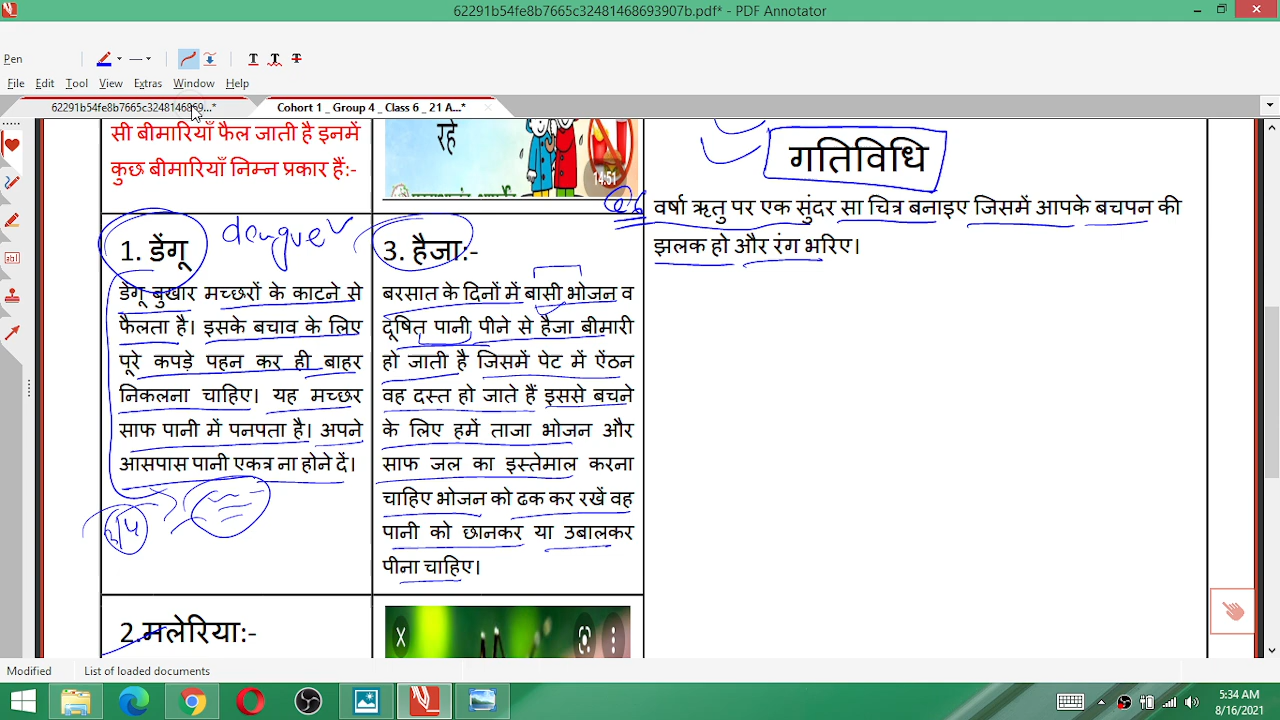 62291b54fe8b7665c32481468693907b.pdf* - PDF Annotator
Pen
T T T
File Edit Tool View Extras Window Help
62291b54fe8b7665c3248146869...* Cohort 1 _ Group 4 _ Class 6 _ 21 A...*
सी बीमारियाँ फैल जाती है इनमें
कुछ बीमारियाँ निम्न प्रकार हैं:-
रहे
14:51
गतिविधि
वर्षा ऋतु पर एक सुंदर सा चित्र बनाइए जिसमें आपके बचपन की
झलक हो और रंग भरिए।
1. डेंगू
dengue
डेंगू बुखार मच्छरों के काटने से
फैलता है। इसके बचाव के लिए
पूरे कपड़े पहन कर ही बाहर
निकलना चाहिए। यह मच्छर
साफ पानी में पनपता है। अपने
आसपास पानी एकत्र ना होने दें।
3. हैजा:-
बरसात के दिनों में बासी भोजन व
दूषित पानी पीने से हैजा बीमारी
हो जाती है जिसमें पेट में ऐंठन
वह दस्त हो जाते हैं इससे बचने
के लिए हमें ताजा भोजन और
साफ जल का इस्तेमाल करना
चाहिए भोजन को ढक कर रखें वह
पानी को छानकर या उबालकर
पीना चाहिए।
2.मलेरिया:-
Modified List of loaded documents
5:34 AM
8/16/2021